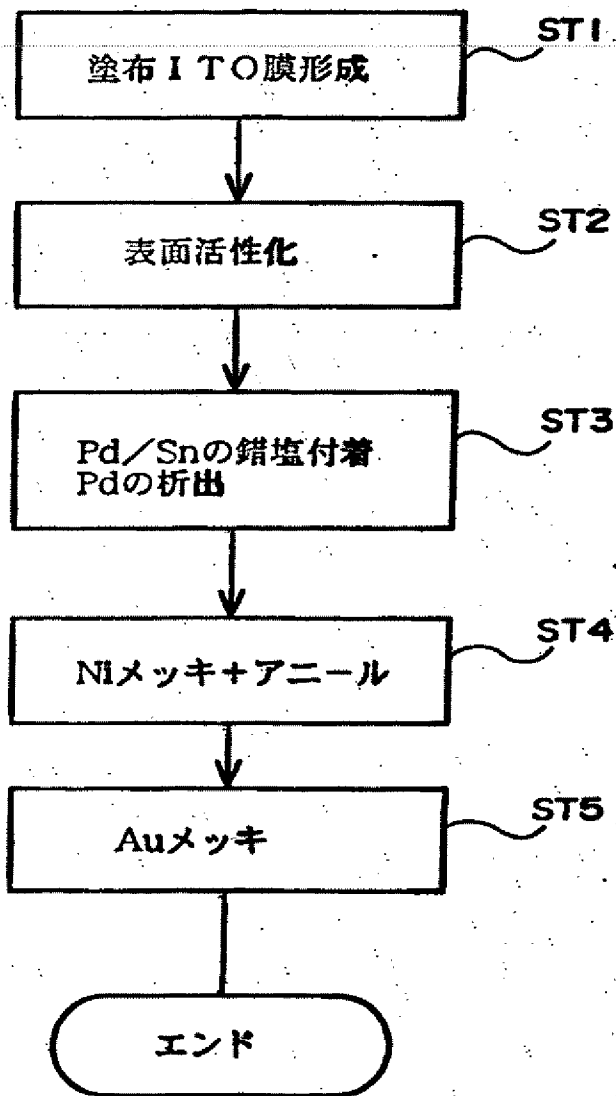 塗布ITO膜形成
ST1
表面活性化
ST2
Pd/Snの錯塩付着
Pdの折出
ST3
Niメッキ+アニール
ST4
Auメッキ
ST5
エンド